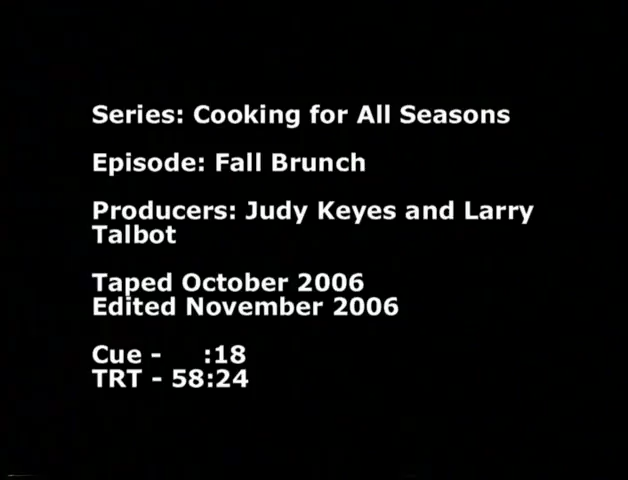 Series: Cooking for All Seasons
Episode: Fall Brunch
Producers: Judy Keyes and Larry
Talbot
Taped October 2006
Edited November 2006
Cue - :18
TRT - 58:24